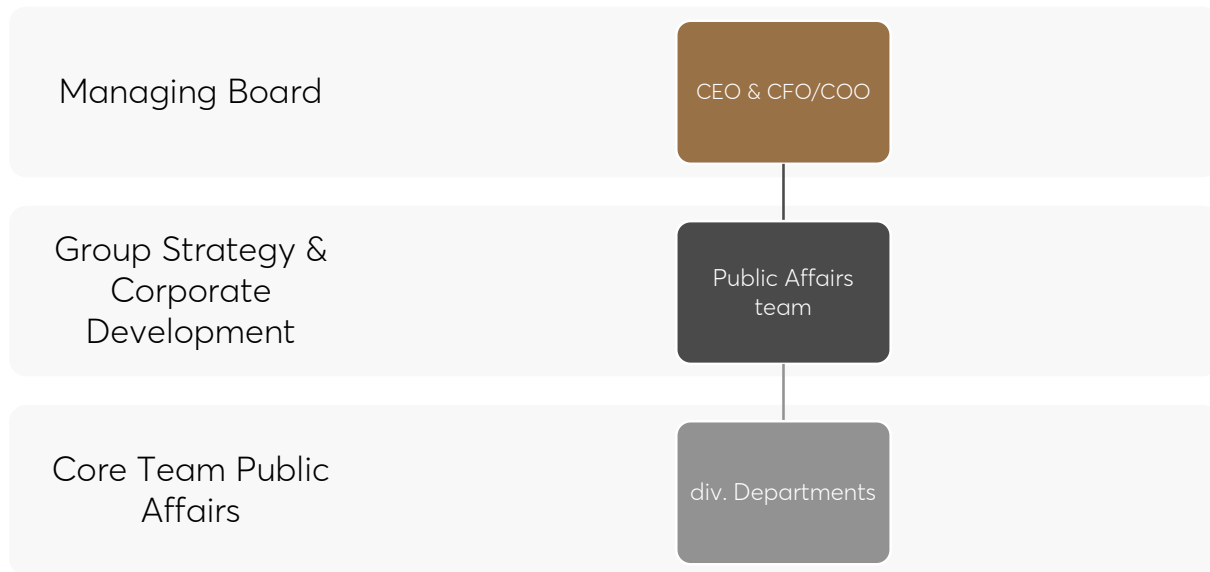 Managing Board
CEO & CFO/COO
Group Strategy &
Corporate
Development
Public Affairs
team
Core Team Public
Affairs
div. Departments